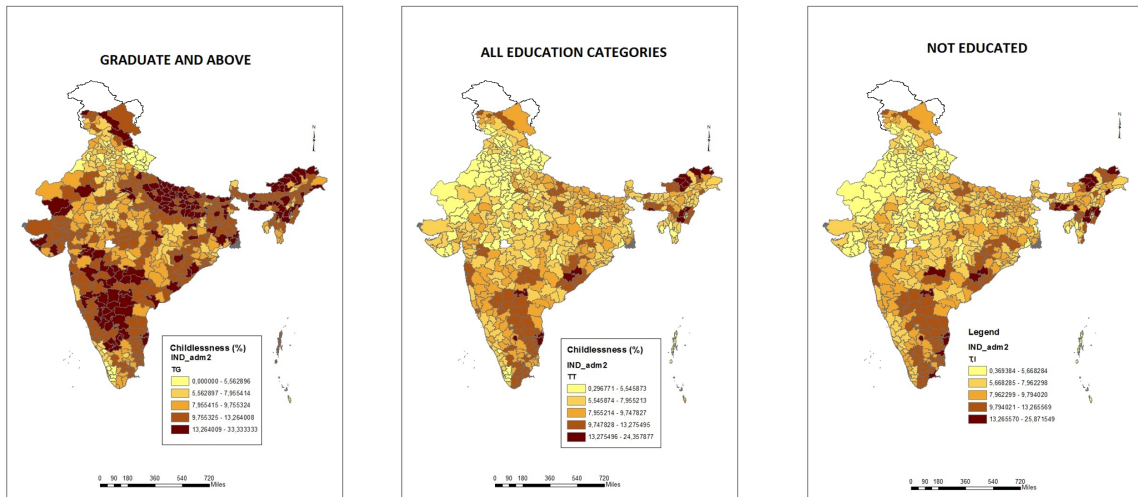 GRADUATE AND ABOVE
N
Childlessness (%)
IND_adm2
TG
0,000000 - 5,562896
5,562897 - 7,955414
7,955415 - 9,755324
9,755325 - 13,264008
13,264009 - 33,333333
0 90 180 360 540 720
Miles
ALL EDUCATION CATEGORIES
N
Childlessness (%)
IND_adm2
TT
0,296771 - 5,545873
5,545874 - 7,955213
7,955214 - 9,747827
9,747828 - 13,275495
13,275496 - 24,357877
0 90 180 360 540 720
Miles
NOT EDUCATED
N
Legend
IND_adm2
T,I
0,369384 - 5,668284
5,668285 - 7,962298
7,962299 - 9,794020
9,794021 - 13,265569
13,265570 - 25,871549
0 90 180 360 540 720
Miles